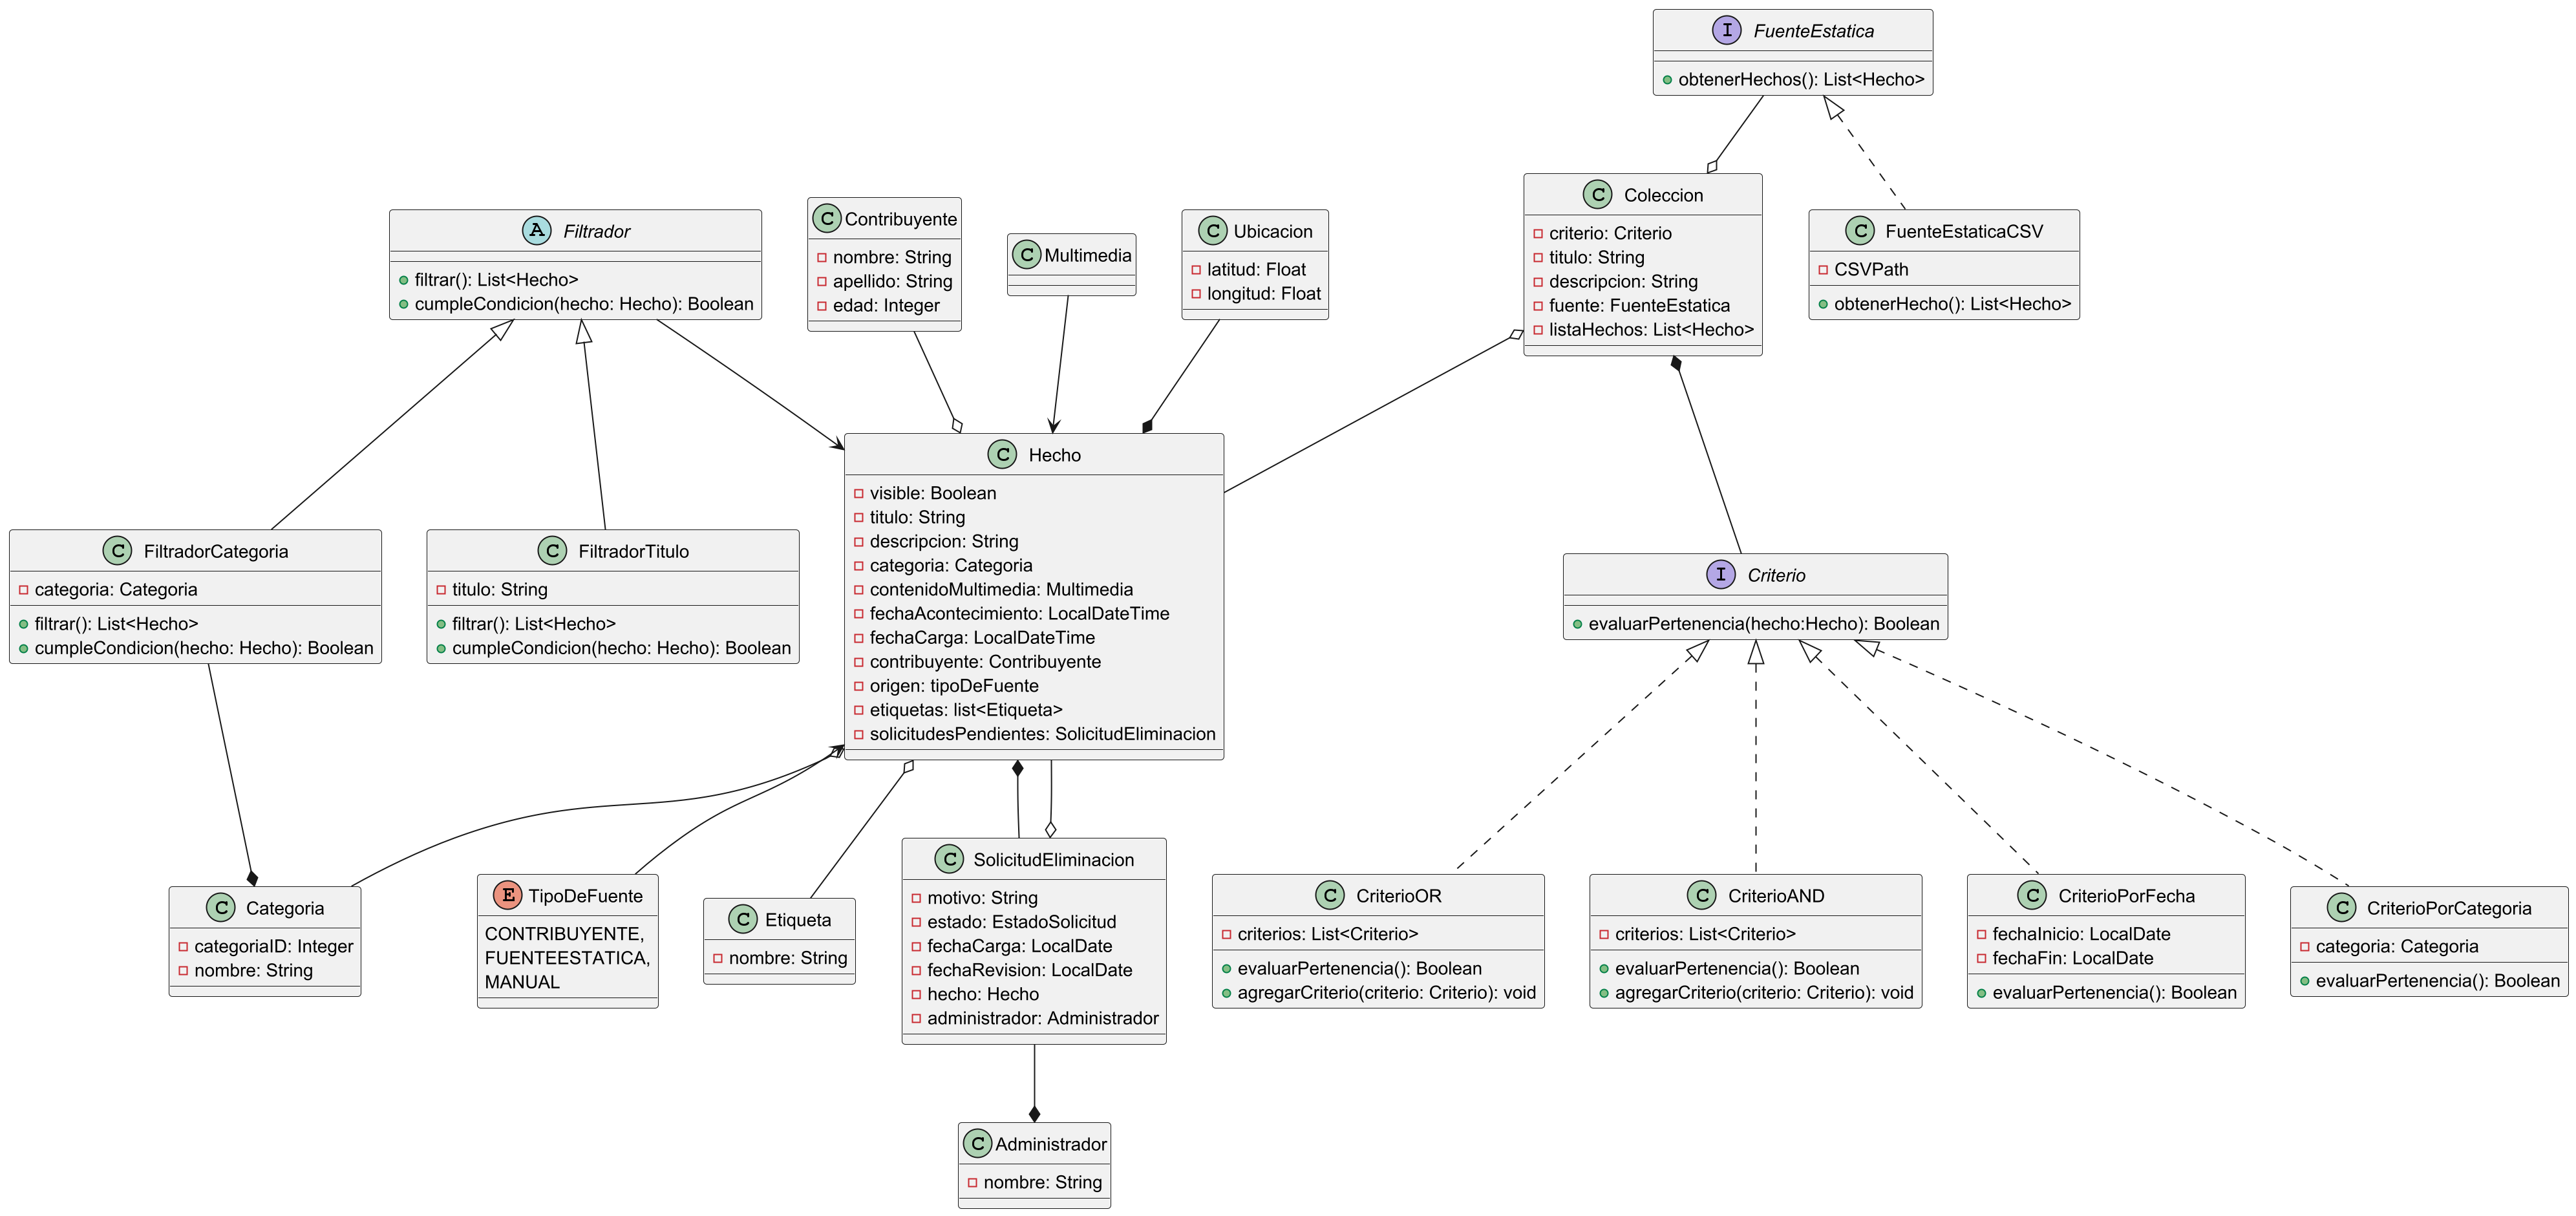 I FuenteEstatica
obtenerHechos(): List<Hecho>
C Coleccion
criterio: Criterio
titulo: String
descripcion: String
fuente: FuenteEstatica
listaHechos: List<Hecho>
C FuenteEstaticaCSV
CSVPath
obtenerHecho(): List<Hecho>
A Filtrador
filtrar(): List<Hecho>
cumpleCondicion(hecho: Hecho): Boolean
C Contribuyente
nombre: String
apellido: String
edad: Integer
C Multimedia
C Ubicacion
latitud: Float
longitud: Float
C Hecho
visible: Boolean
titulo: String
descripcion: String
categoria: Categoria
contenidoMultimedia: Multimedia
fechaAcontecimiento: LocalDateTime
fechaCarga: LocalDateTime
contribuyente: Contribuyente
origen: tipoDeFuente
etiquetas: list<Etiqueta>
solicitudesPendientes: SolicitudEliminacion
C FiltradorCategoria
categoria: Categoria
filtrar(): List<Hecho>
cumpleCondicion(hecho: Hecho): Boolean
C FiltradorTitulo
titulo: String
filtrar(): List<Hecho>
cumpleCondicion(hecho: Hecho): Boolean
I Criterio
evaluarPertenencia(hecho:Hecho): Boolean
C Categoria
categoriaID: Integer
nombre: String
E TipoDeFuente
CONTRIBUYENTE,
FUENTEESTATICA,
MANUAL
C Etiqueta
nombre: String
C SolicitudEliminacion
motivo: String
estado: EstadoSolicitud
fechaCarga: LocalDate
fechaRevision: LocalDate
hecho: Hecho
administrador: Administrador
C CriterioOR
criterios: List<Criterio>
evaluarPertenencia(): Boolean
agregarCriterio(criterio: Criterio): void
C CriterioAND
criterios: List<Criterio>
evaluarPertenencia(): Boolean
agregarCriterio(criterio: Criterio): void
C CriterioPorFecha
fechaInicio: LocalDate
fechaFin: LocalDate
evaluarPertenencia(): Boolean
C CriterioPorCategoria
categoria: Categoria
evaluarPertenencia(): Boolean
C Administrador
nombre: String